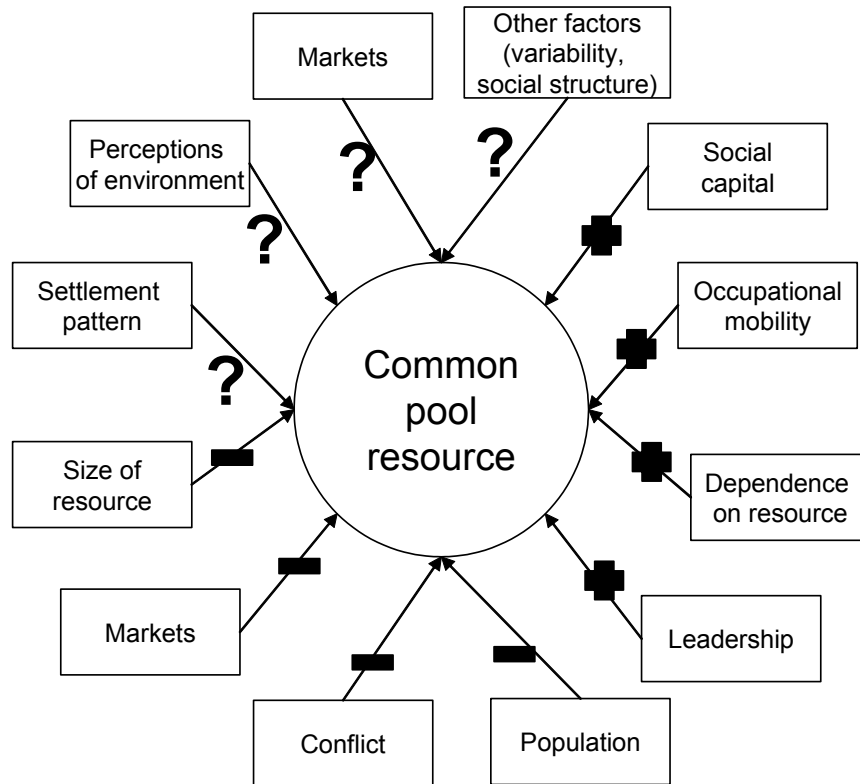 Other factors
(variability,
social structure)
Markets
?
?
Perceptions
of environment
?
Social
capital
Settlement
pattern
?
Occupational
mobility
Common
pool
resource
Size of
resource
Dependence
on resource
Markets
Leadership
Conflict
Population